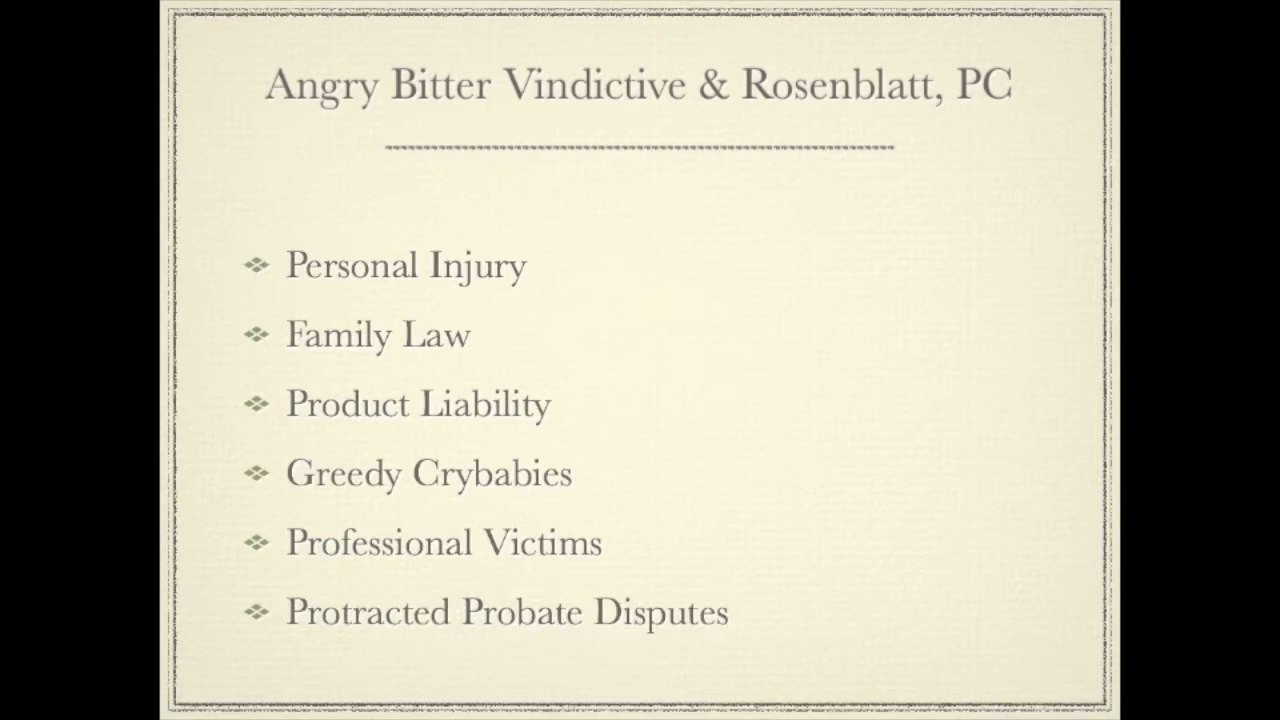 Angry Bitter Vindictive & Rosenblatt, PC
Personal Injury
Family Law
Product Liability
Greedy Crybabies
Professional Victims
Protracted Probate Disputes